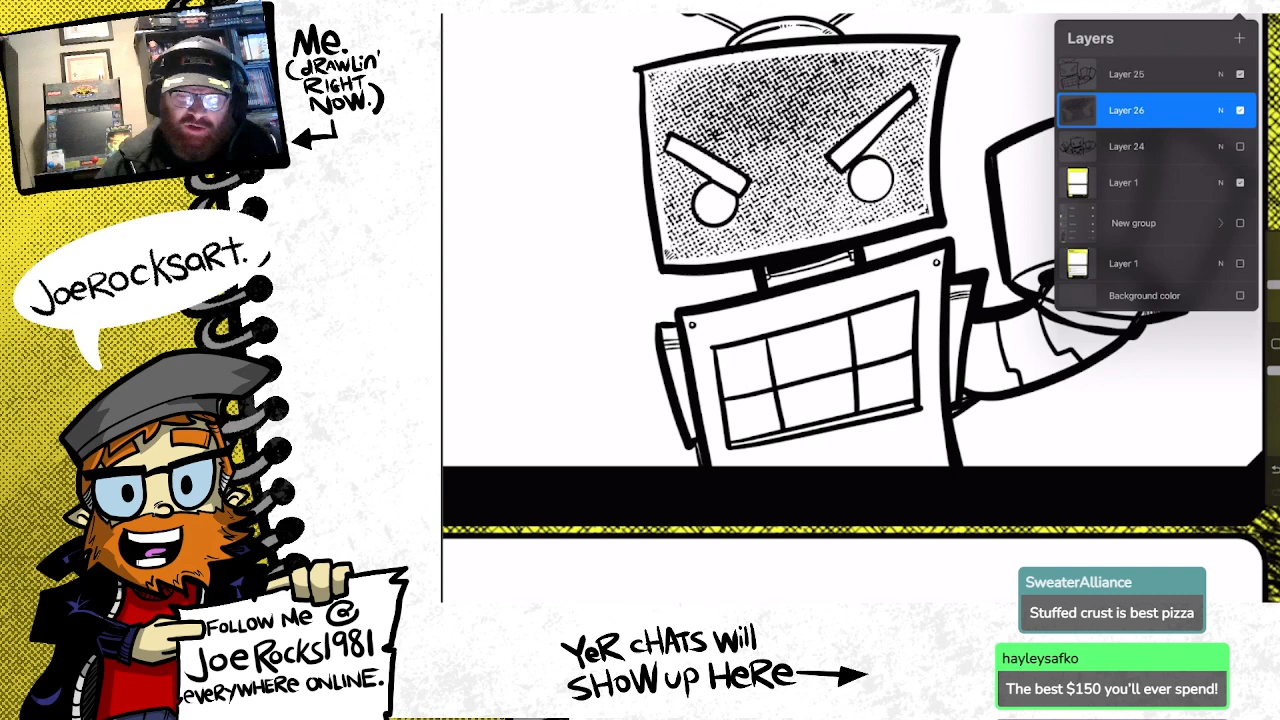 Me.
(drawlin'
right
now.)
JoeRocksArt.
Follow me @
JoeRocks1981
everywhere online.
Yer chats will
show up here
Layers
Layer 25 N
Layer 26 N
Layer 24 N
Layer 1 N
New group
Layer 1 N
Background color
SweaterAlliance
Stuffed crust is best pizza
hayleysafko
The best $150 you'll ever spend!